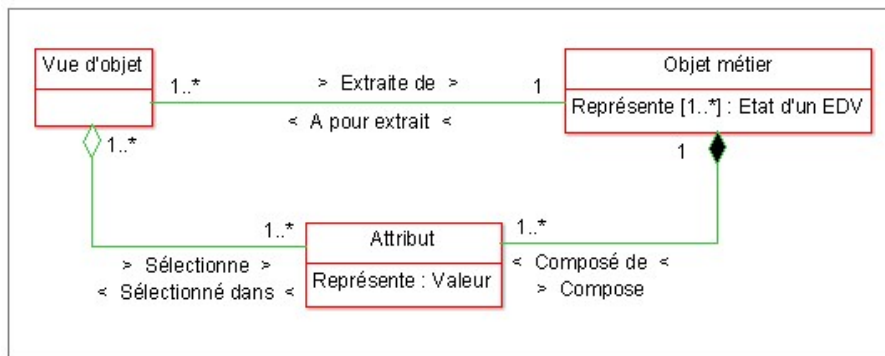 Vue d'objet
Objet métier
1..*
> Extraite de >
1
Représente [1..*] : Etat d'un EDV
< A pour extrait <
1..*
1
1..*
Attribut
1..*
> Sélectionne >
Représente : Valeur
< Composé de <
< Sélectionné dans <
> Compose